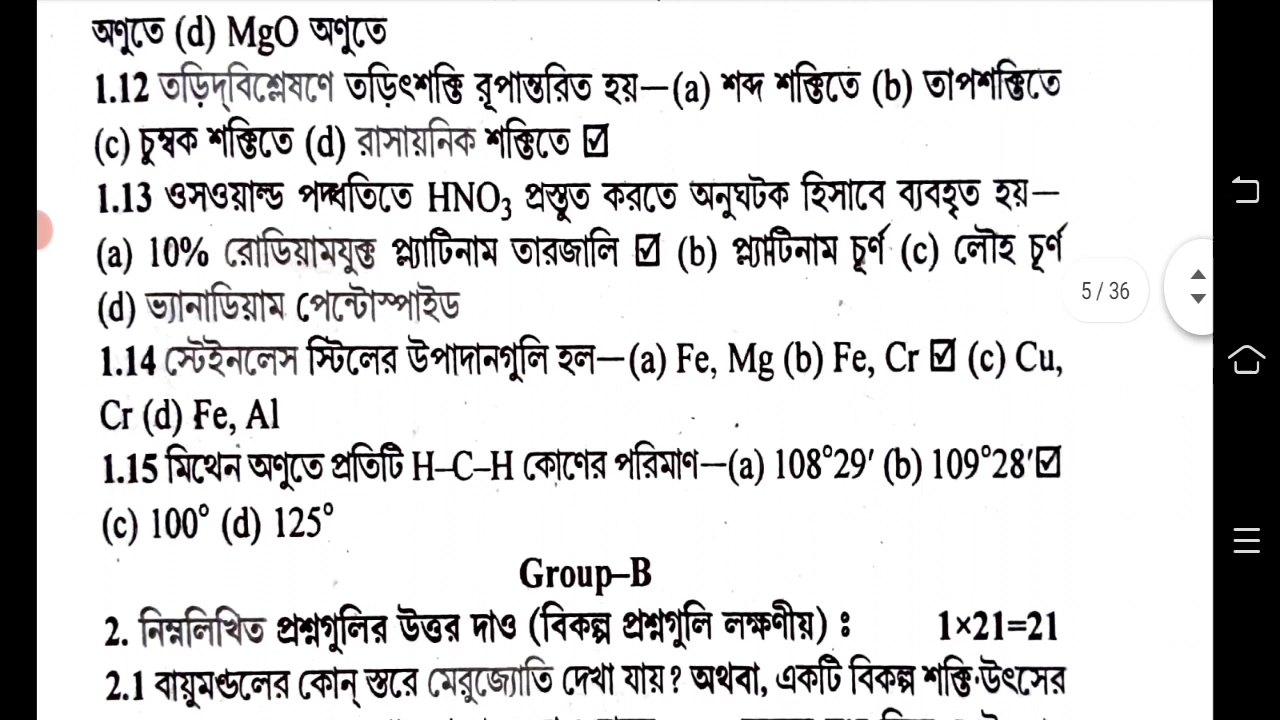 অণুতে (d) MgO অণুতে
1.12 তড়িদ্‌বিশ্লেষণে তড়িৎশক্তি রূপান্তরিত হয়—(a) শব্দ শক্তিতে (b) তাপশক্তিতে
(c) চুম্বক শক্তিতে (d) রাসায়নিক শক্তিতে ☑
1.13 ওসওয়াল্ড পদ্ধতিতে HNO₃ প্রস্তুত করতে অনুঘটক হিসাবে ব্যবহৃত হয়—
(a) 10% রোডিয়ামযুক্ত প্ল্যাটিনাম তারজালি ☑ (b) প্ল্যাটিনাম চূর্ণ (c) লৌহ চূর্ণ
(d) ভ্যানাডিয়াম পেন্টোস্পাইড
5 / 36
1.14 স্টেইনলেস স্টিলের উপাদানগুলি হল—(a) Fe, Mg (b) Fe, Cr ☑ (c) Cu,
Cr (d) Fe, Al
1.15 মিথেন অণুতে প্রতিটি H–C–H কোণের পরিমাণ—(a) 108°29′ (b) 109°28′ ☑
(c) 100° (d) 125°
Group–B
2. নিম্নলিখিত প্রশ্নগুলির উত্তর দাও (বিকল্প প্রশ্নগুলি লক্ষণীয়) : 1×21=21
2.1 বায়ুমণ্ডলের কোন্ স্তরে মেরুজ্যোতি দেখা যায়? অথবা, একটি বিকল্প শক্তি-উৎসের